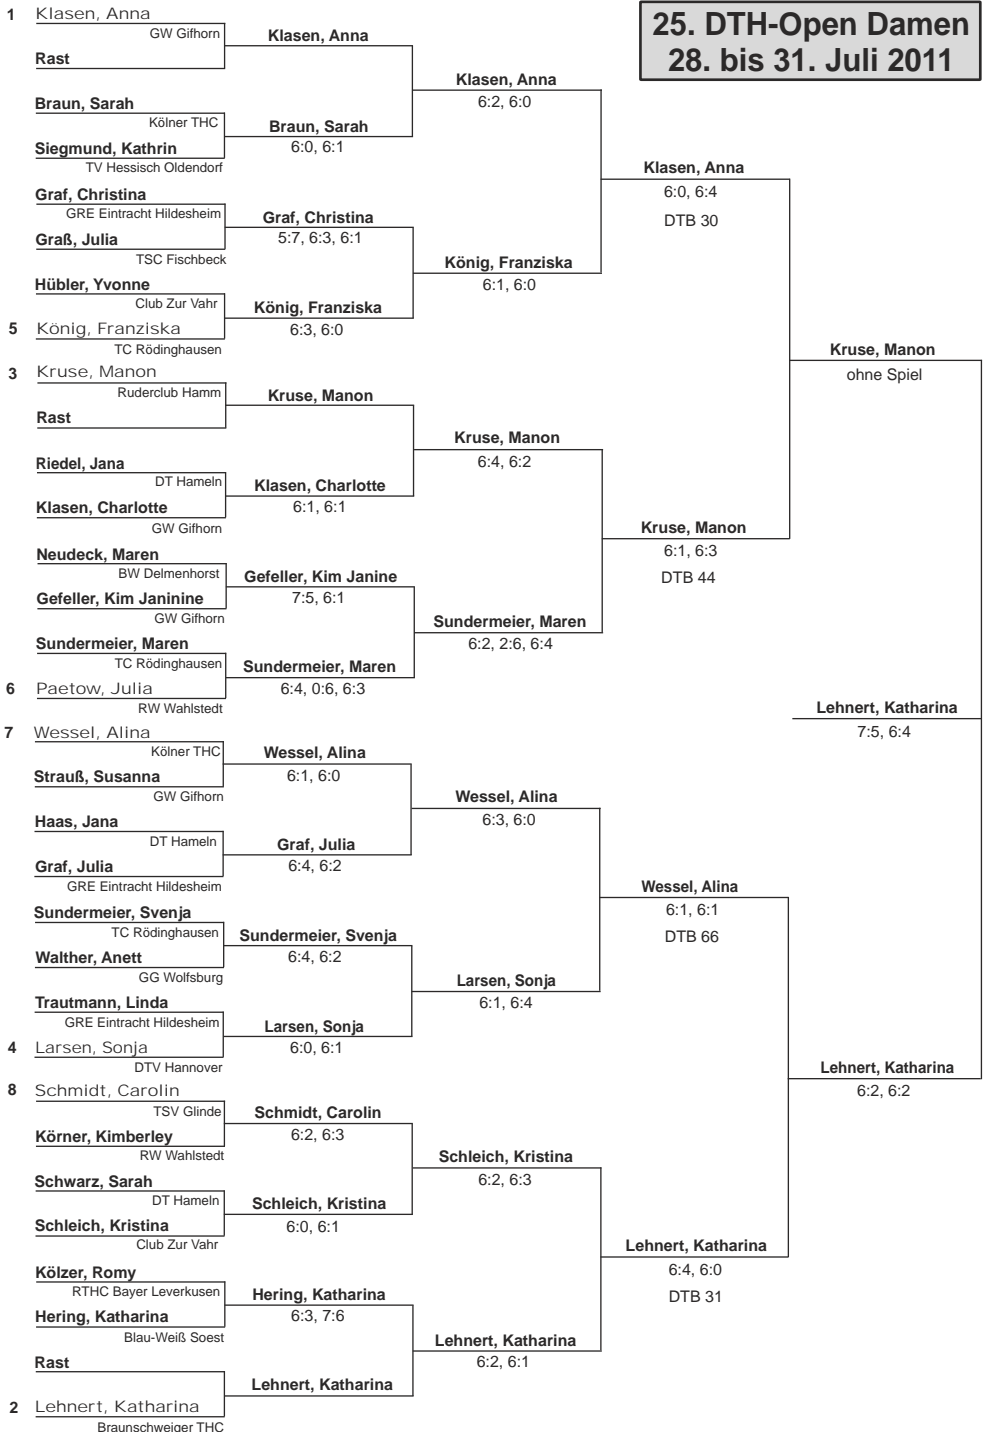 25. DTH-Open Damen
28. bis 31. Juli 2011
1 Klasen, Anna
GW Gifhorn
Rast
Braun, Sarah
Kölner THC
Siegmund, Kathrin
TV Hessisch Oldendorf
Graf, Christina
GRE Eintracht Hildesheim
Graß, Julia
TSC Fischbeck
Hübler, Yvonne
Club Zur Vahr
5 König, Franziska
TC Rödinghausen
3 Kruse, Manon
Ruderclub Hamm
Rast
Riedel, Jana
DT Hameln
Klasen, Charlotte
GW Gifhorn
Neudeck, Maren
BW Delmenhorst
Gefeller, Kim Janinine
GW Gifhorn
Sundermeier, Maren
TC Rödinghausen
6 Paetow, Julia
RW Wahlstedt
7 Wessel, Alina
Kölner THC
Strauß, Susanna
GW Gifhorn
Haas, Jana
DT Hameln
Graf, Julia
GRE Eintracht Hildesheim
Sundermeier, Svenja
TC Rödinghausen
Walther, Anett
GG Wolfsburg
Trautmann, Linda
GRE Eintracht Hildesheim
4 Larsen, Sonja
DTV Hannover
8 Schmidt, Carolin
TSV Glinde
Körner, Kimberley
RW Wahlstedt
Schwarz, Sarah
DT Hameln
Schleich, Kristina
Club Zur Vahr
Kölzer, Romy
RTHC Bayer Leverkusen
Hering, Katharina
Blau-Weiß Soest
Rast
2 Lehnert, Katharina
Braunschweiger THC
Klasen, Anna
Braun, Sarah
6:0, 6:1
Graf, Christina
5:7, 6:3, 6:1
König, Franziska
6:3, 6:0
Kruse, Manon
Klasen, Charlotte
6:1, 6:1
Gefeller, Kim Janine
7:5, 6:1
Sundermeier, Maren
6:4, 0:6, 6:3
Wessel, Alina
6:1, 6:0
Graf, Julia
6:4, 6:2
Sundermeier, Svenja
6:4, 6:2
Larsen, Sonja
6:0, 6:1
Schmidt, Carolin
6:2, 6:3
Schleich, Kristina
6:0, 6:1
Hering, Katharina
6:3, 7:6
Lehnert, Katharina
Klasen, Anna
6:2, 6:0
König, Franziska
6:1, 6:0
Kruse, Manon
6:4, 6:2
Sundermeier, Maren
6:2, 2:6, 6:4
Wessel, Alina
6:3, 6:0
Larsen, Sonja
6:1, 6:4
Schleich, Kristina
6:2, 6:3
Lehnert, Katharina
6:2, 6:1
Klasen, Anna
6:0, 6:4
DTB 30
Kruse, Manon
6:1, 6:3
DTB 44
Wessel, Alina
6:1, 6:1
DTB 66
Lehnert, Katharina
6:4, 6:0
DTB 31
Kruse, Manon
ohne Spiel
Lehnert, Katharina
6:2, 6:2
Lehnert, Katharina
7:5, 6:4